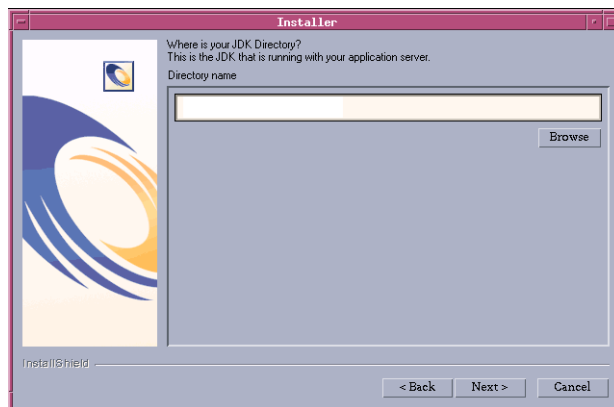 Installer
Where is your JDK Directory?
This is the JDK that is running with your application server.
Directory name
Browse
InstallShield
< Back
Next >
Cancel